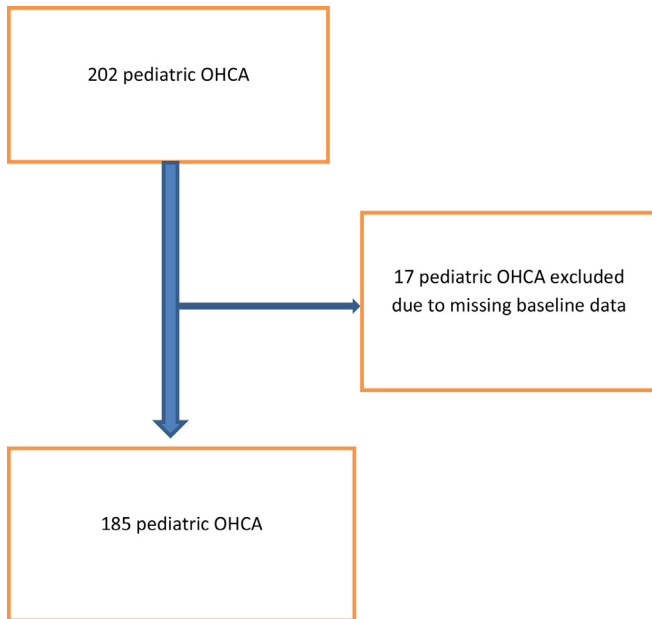 202 pediatric OHCA
17 pediatric OHCA excluded
due to missing baseline data
185 pediatric OHCA